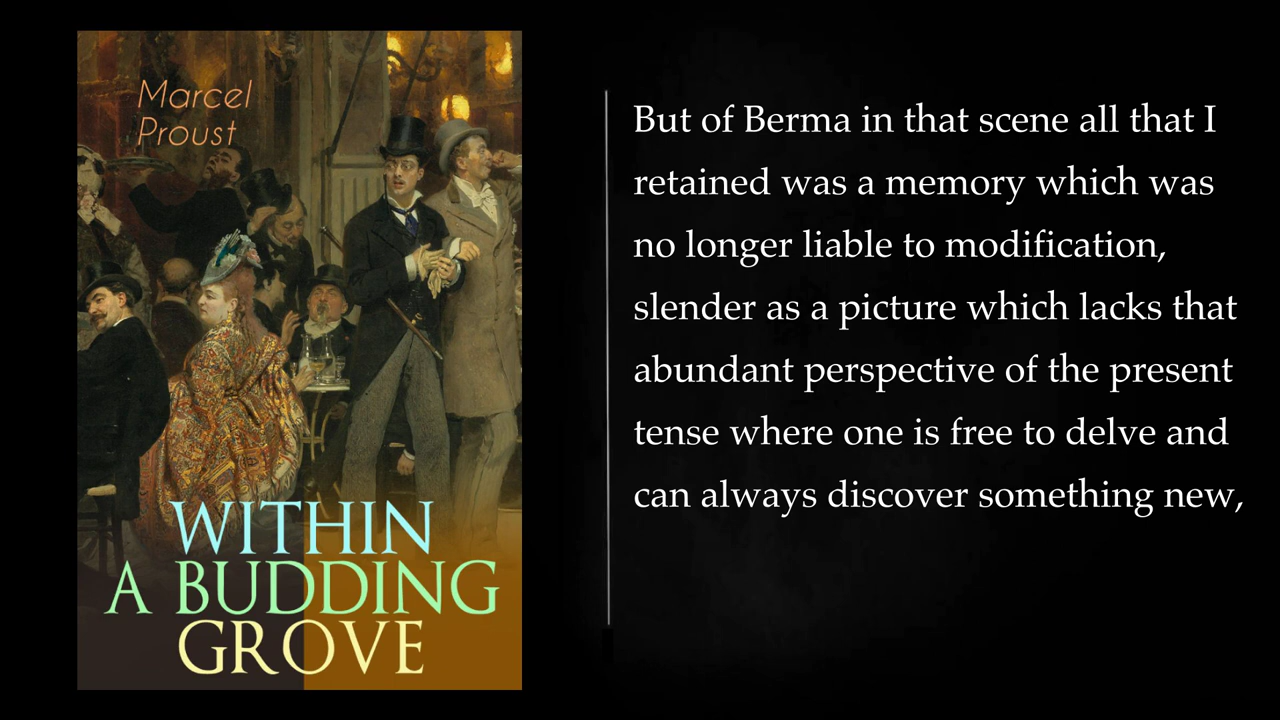 Marcel
Proust
WITHIN
A BUDDING
GROVE
But of Berma in that scene all that I
retained was a memory which was
no longer liable to modification,
slender as a picture which lacks that
abundant perspective of the present
tense where one is free to delve and
can always discover something new,